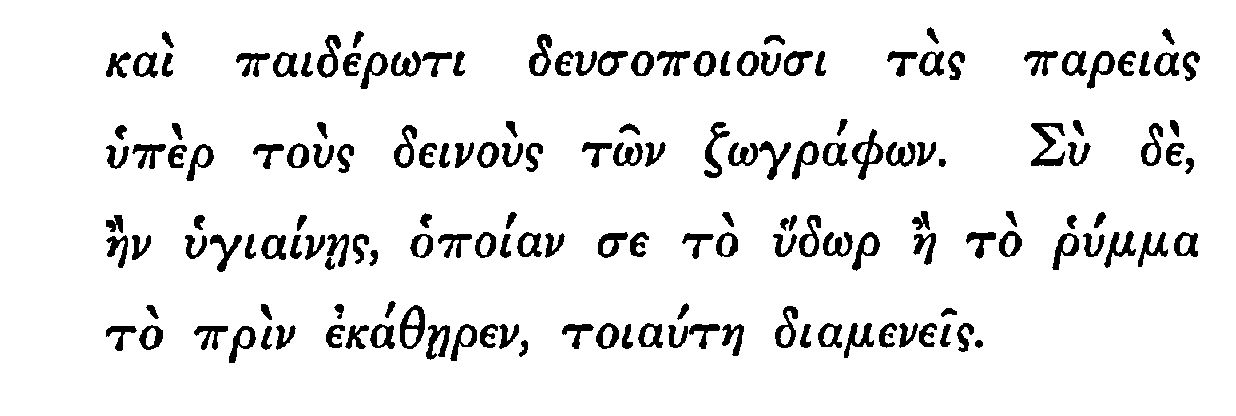 καὶ παιδέρωτι δευσοποιοῦσι τὰς παρειὰς
ὑπὲρ τοὺς δεινοὺς τῶν ζωγράφων. Σὺ δὲ,
ἢν ὑγιαίνῃς, ὁποίαν σε τὸ ὕδωρ ἢ τὸ ῥύμμα
τὸ πρὶν ἐκάθῃρεν, τοιαύτη διαμενεῖς.